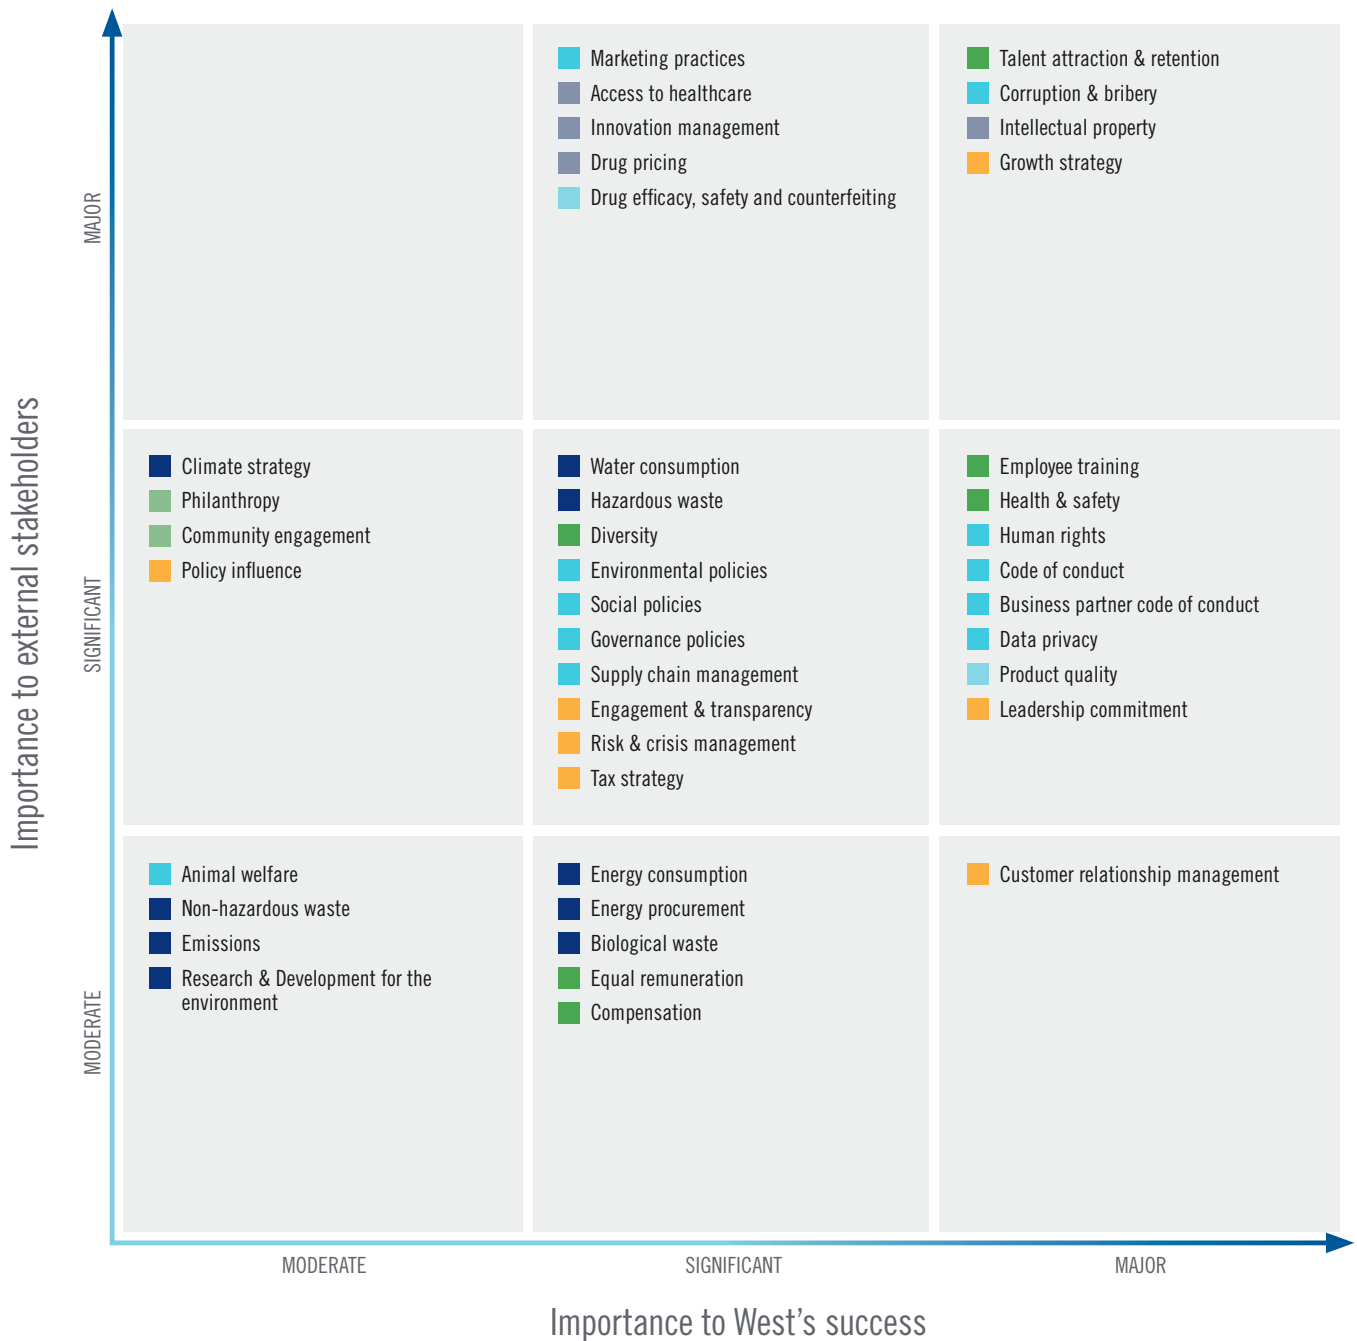 Importance to external stakeholders
MAJOR
Marketing practices
Access to healthcare
Innovation management
Drug pricing
Drug efficacy, safety and counterfeiting
Talent attraction & retention
Corruption & bribery
Intellectual property
Growth strategy
SIGNIFICANT
Climate strategy
Philanthropy
Community engagement
Policy influence
Water consumption
Hazardous waste
Diversity
Environmental policies
Social policies
Governance policies
Supply chain management
Engagement & transparency
Risk & crisis management
Tax strategy
Employee training
Health & safety
Human rights
Code of conduct
Business partner code of conduct
Data privacy
Product quality
Leadership commitment
MODERATE
Animal welfare
Non-hazardous waste
Emissions
Research & Development for the
environment
Energy consumption
Energy procurement
Biological waste
Equal remuneration
Compensation
Customer relationship management
MODERATE
SIGNIFICANT
MAJOR
Importance to West’s success